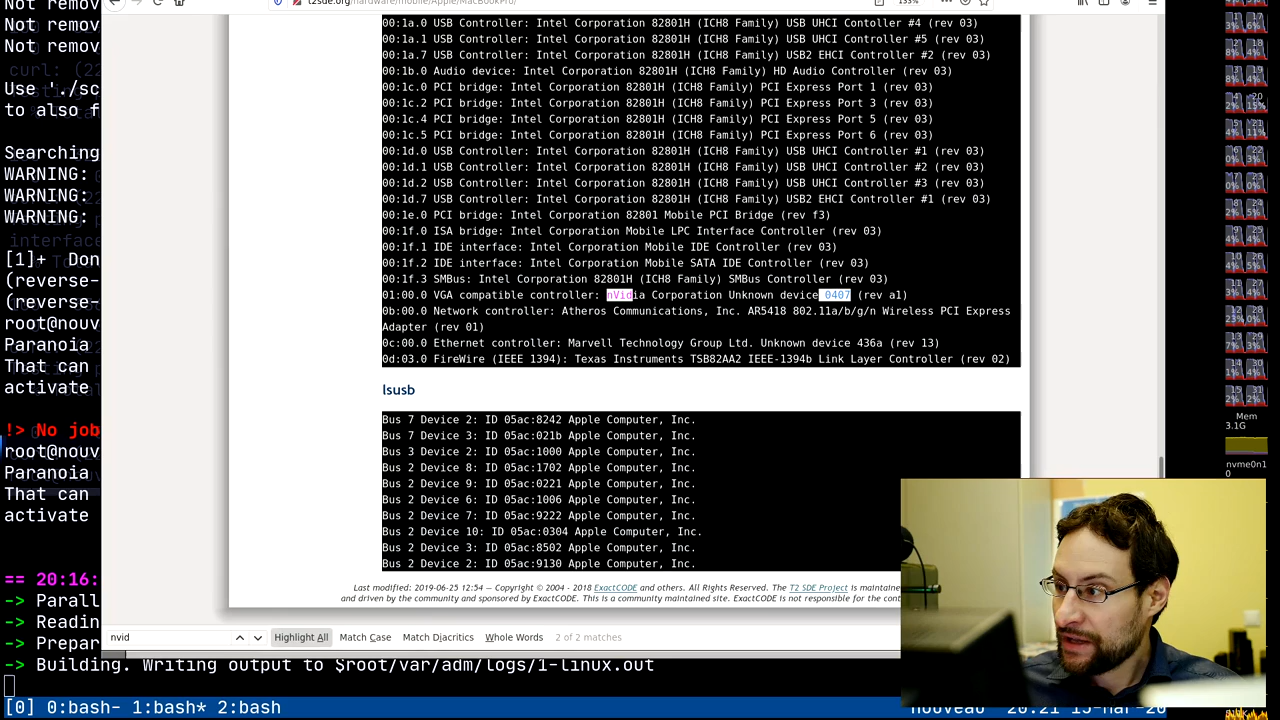 t2sde.org/hardware/mobile/Apple/MacBookPro/
133%
00:1a.0 USB Controller: Intel Corporation 82801H (ICH8 Family) USB UHCI Controller #4 (rev 03)
00:1a.1 USB Controller: Intel Corporation 82801H (ICH8 Family) USB UHCI Controller #5 (rev 03)
00:1a.7 USB Controller: Intel Corporation 82801H (ICH8 Family) USB2 EHCI Controller #2 (rev 03)
00:1b.0 Audio device: Intel Corporation 82801H (ICH8 Family) HD Audio Controller (rev 03)
00:1c.0 PCI bridge: Intel Corporation 82801H (ICH8 Family) PCI Express Port 1 (rev 03)
00:1c.2 PCI bridge: Intel Corporation 82801H (ICH8 Family) PCI Express Port 3 (rev 03)
00:1c.4 PCI bridge: Intel Corporation 82801H (ICH8 Family) PCI Express Port 5 (rev 03)
00:1c.5 PCI bridge: Intel Corporation 82801H (ICH8 Family) PCI Express Port 6 (rev 03)
00:1d.0 USB Controller: Intel Corporation 82801H (ICH8 Family) USB UHCI Controller #1 (rev 03)
00:1d.1 USB Controller: Intel Corporation 82801H (ICH8 Family) USB UHCI Controller #2 (rev 03)
00:1d.2 USB Controller: Intel Corporation 82801H (ICH8 Family) USB UHCI Controller #3 (rev 03)
00:1d.7 USB Controller: Intel Corporation 82801H (ICH8 Family) USB2 EHCI Controller #1 (rev 03)
00:1e.0 PCI bridge: Intel Corporation 82801 Mobile PCI Bridge (rev f3)
00:1f.0 ISA bridge: Intel Corporation Mobile LPC Interface Controller (rev 03)
00:1f.1 IDE interface: Intel Corporation Mobile IDE Controller (rev 03)
00:1f.2 IDE interface: Intel Corporation Mobile SATA IDE Controller (rev 03)
00:1f.3 SMBus: Intel Corporation 82801H (ICH8 Family) SMBus Controller (rev 03)
01:00.0 VGA compatible controller: nVidia Corporation Unknown device 0407 (rev a1)
0b:00.0 Network controller: Atheros Communications, Inc. AR5418 802.11a/b/g/n Wireless PCI Express
Adapter (rev 01)
0c:00.0 Ethernet controller: Marvell Technology Group Ltd. Unknown device 436a (rev 13)
0d:03.0 FireWire (IEEE 1394): Texas Instruments TSB82AA2 IEEE-1394b Link Layer Controller (rev 02)
lsusb
Bus 7 Device 2: ID 05ac:8242 Apple Computer, Inc.
Bus 7 Device 3: ID 05ac:021b Apple Computer, Inc.
Bus 3 Device 2: ID 05ac:1000 Apple Computer, Inc.
Bus 2 Device 8: ID 05ac:1702 Apple Computer, Inc.
Bus 2 Device 9: ID 05ac:0221 Apple Computer, Inc.
Bus 2 Device 6: ID 05ac:1006 Apple Computer, Inc.
Bus 2 Device 7: ID 05ac:9222 Apple Computer, Inc.
Bus 2 Device 10: ID 05ac:0304 Apple Computer, Inc.
Bus 2 Device 3: ID 05ac:8502 Apple Computer, Inc.
Bus 2 Device 2: ID 05ac:9130 Apple Computer, Inc.
Last modified: 2019-06-25 12:54 -- Copyright © 2004 - 2018 ExactCODE and others. All Rights Reserved. The T2 SDE Project is maintaine
and driven by the community and sponsored by ExactCODE. This is a community maintained site. ExactCODE is not responsible for the cont
nvid Highlight All Match Case Match Diacritics Whole Words 2 of 2 matches
Not remov
Not remov
Not remov
curl: (22
Use './sc
to also f
Searching
WARNING:
WARNING:
WARNING:
interface
[1]+ Don
(reverse-
(reverse-
root@nouv
Paranoia
That can
activate
!> No job
root@nouv
Paranoia
That can
activate
== 20:16:
-> Parall
-> Readin
-> Prepar
-> Building. Writing output to $root/var/adm/logs/1-linux.out
[0] 0:bash- 1:bash* 2:bash
nouveau 20:21 15-Mar-20
Mem
3.1G
nvme0n1
0